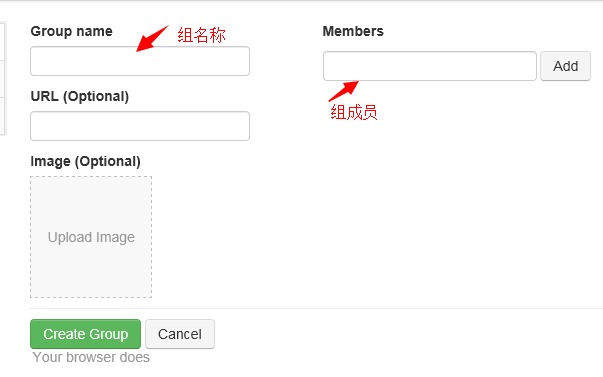 Group name
组名称
URL (Optional)
Image (Optional)
Upload Image
Members
Add
组成员
Create Group
Cancel
Your browser does